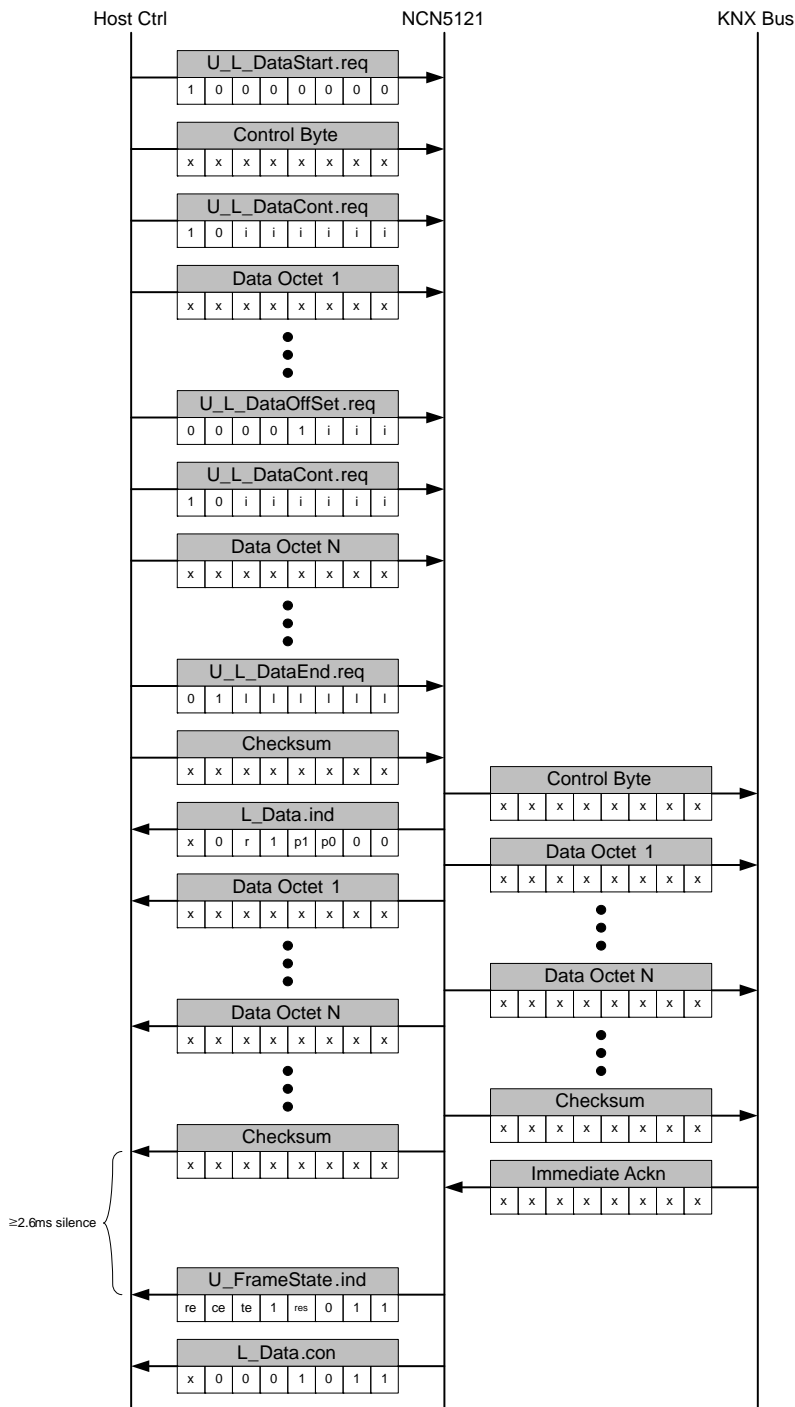 Host Ctrl NCN5121 KNX Bus
U_L_DataStart.req
1 0 0 0 0 0 0 0
Control Byte
x x x x x x x x
U_L_DataCont.req
1 0 i i i i i i
Data Octet 1
x x x x x x x x
U_L_DataOffSet.req
0 0 0 0 1 i i i
U_L_DataCont.req
1 0 i i i i i i
Data Octet N
x x x x x x x x
U_L_DataEnd.req
0 1 l l l l l l
Checksum
x x x x x x x x
Control Byte
x x x x x x x x
L_Data.ind
x 0 r 1 p1 p0 0 0
Data Octet 1
x x x x x x x x
Data Octet 1
x x x x x x x x
Data Octet N
x x x x x x x x
Data Octet N
x x x x x x x x
Checksum
x x x x x x x x
Checksum
x x x x x x x x
Immediate Ackn
x x x x x x x x
≥2.6ms silence
U_FrameState.ind
re ce te 1 res 0 1 1
L_Data.con
x 0 0 0 1 0 1 1